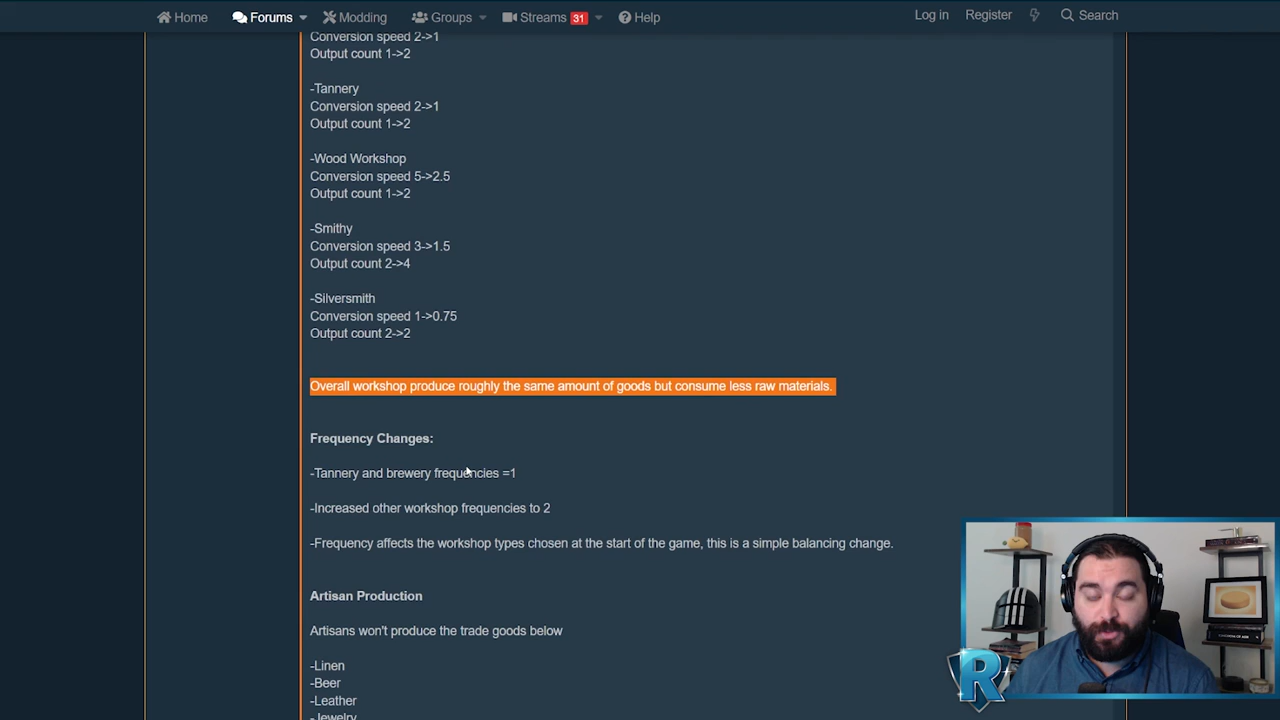 Home
Forums
Modding
Groups
Streams 31
Help
Log in
Register
Search
Conversion speed 2->1
Output count 1->2
-Tannery
Conversion speed 2->1
Output count 1->2
-Wood Workshop
Conversion speed 5->2.5
Output count 1->2
-Smithy
Conversion speed 3->1.5
Output count 2->4
-Silversmith
Conversion speed 1->0.75
Output count 2->2
Overall workshop produce roughly the same amount of goods but consume less raw materials.
Frequency Changes:
-Tannery and brewery frequencies =1
-Increased other workshop frequencies to 2
-Frequency affects the workshop types chosen at the start of the game, this is a simple balancing change.
Artisan Production
Artisans won't produce the trade goods below
-Linen
-Beer
-Leather
-Jewelry
R